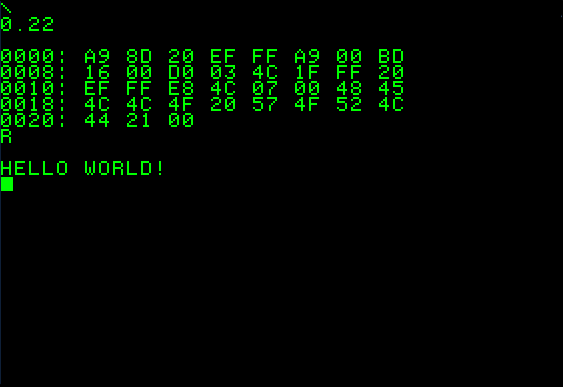 \
0.22
0000: A9 8D 20 EF FF A9 00 BD
0008: 16 00 D0 03 4C 1F FF 20
0010: EF FF E8 4C 07 00 48 45
0018: 4C 4C 4F 20 57 4F 52 4C
0020: 44 21 00
R
HELLO WORLD!